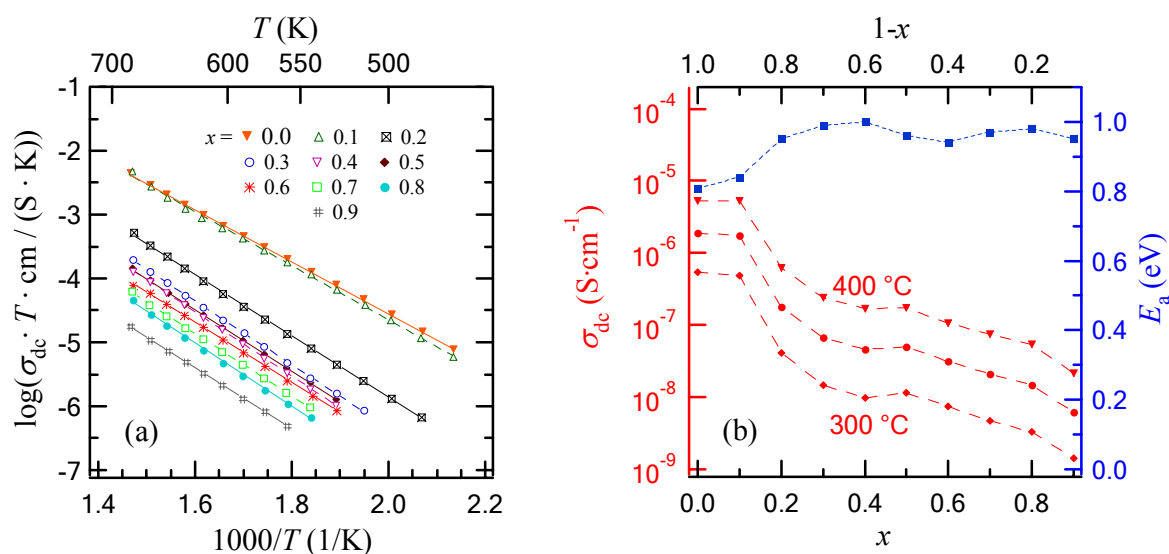 T (K)
700 600 550 500
-1
-2
-3
-4
-5
-6
-7
log(σdc· T · cm / (S · K))
x = 0.0 0.1 0.2
0.3 0.4 0.5
0.6 0.7 0.8
0.9
(a)
1.4 1.6 1.8 2.0 2.2
1000/T (1/K)
1-x
1.0 0.8 0.6 0.4 0.2
10⁻⁴
10⁻⁵
10⁻⁶
10⁻⁷
10⁻⁸
10⁻⁹
σdc (S·cm⁻¹)
400 °C
300 °C
(b)
1.0
0.8
0.6
0.4
0.2
0.0
Ea (eV)
0.0 0.2 0.4 0.6 0.8
x